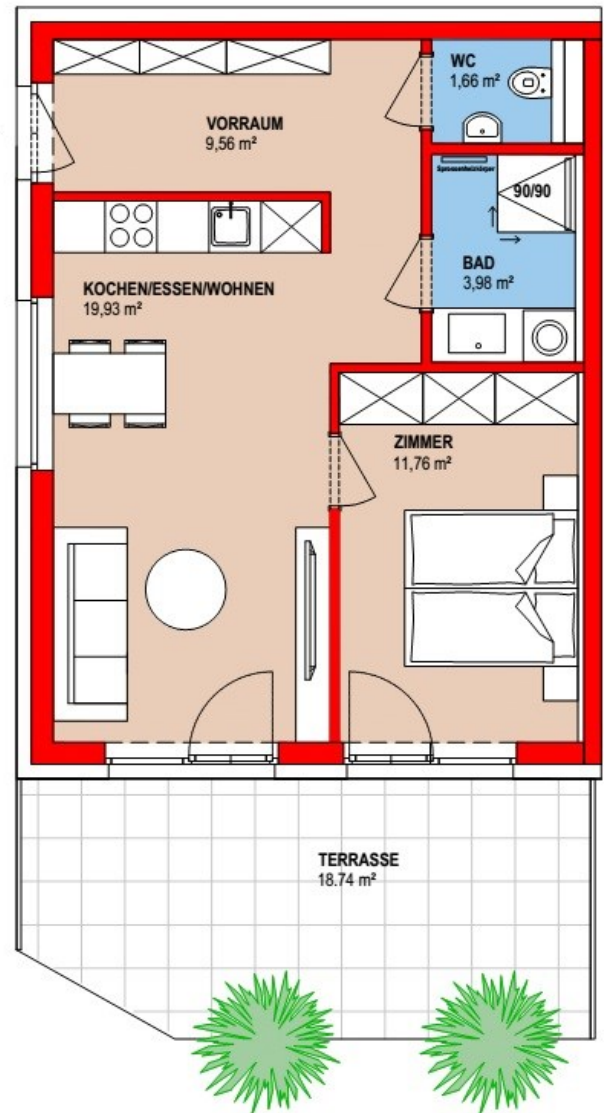 WC
1,66 m²
VORRAUM
9,56 m²
Sprossenheizkörper
90/90
BAD
3,98 m²
KOCHEN/ESSEN/WOHNEN
19,93 m²
ZIMMER
11,76 m²
TERRASSE
18.74 m²